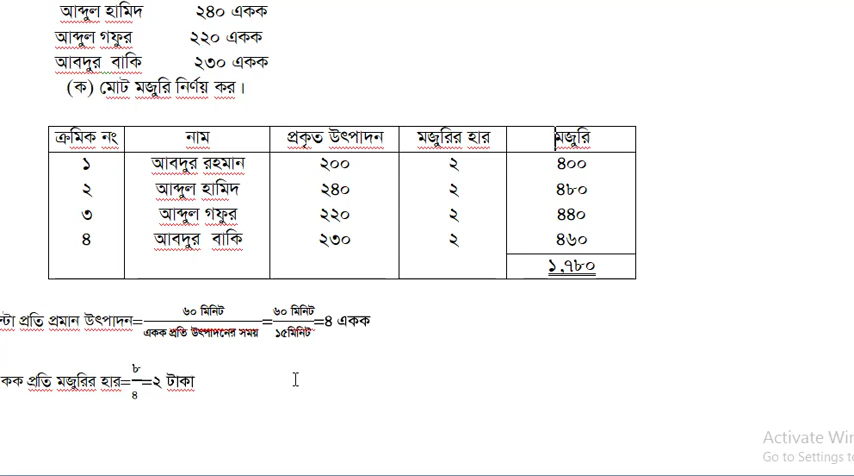 আব্দুল হামিদ ২৪০ একক
আব্দুল গফুর ২২০ একক
আবদুর বাকি ২৩০ একক
(ক) মোট মজুরি নির্ণয় কর।
ক্রমিক নং নাম প্রকৃত উৎপাদন মজুরির হার মজুরি
১ আবদুর রহমান ২০০ ২ ৪০০
২ আব্দুল হামিদ ২৪০ ২ ৪৮০
৩ আব্দুল গফুর ২২০ ২ ৪৪০
৪ আবদুর বাকি ২৩০ ২ ৪৬০
১,৭৮০
ন্টা প্রতি প্রমান উৎপাদন=৬০ মিনিট/একক প্রতি উৎপাদনের সময়=৬০ মিনিট/১৫মিনিট=৪ একক
কক প্রতি মজুরির হার=৮/৪=২ টাকা
Activate Wir
Go to Settings to